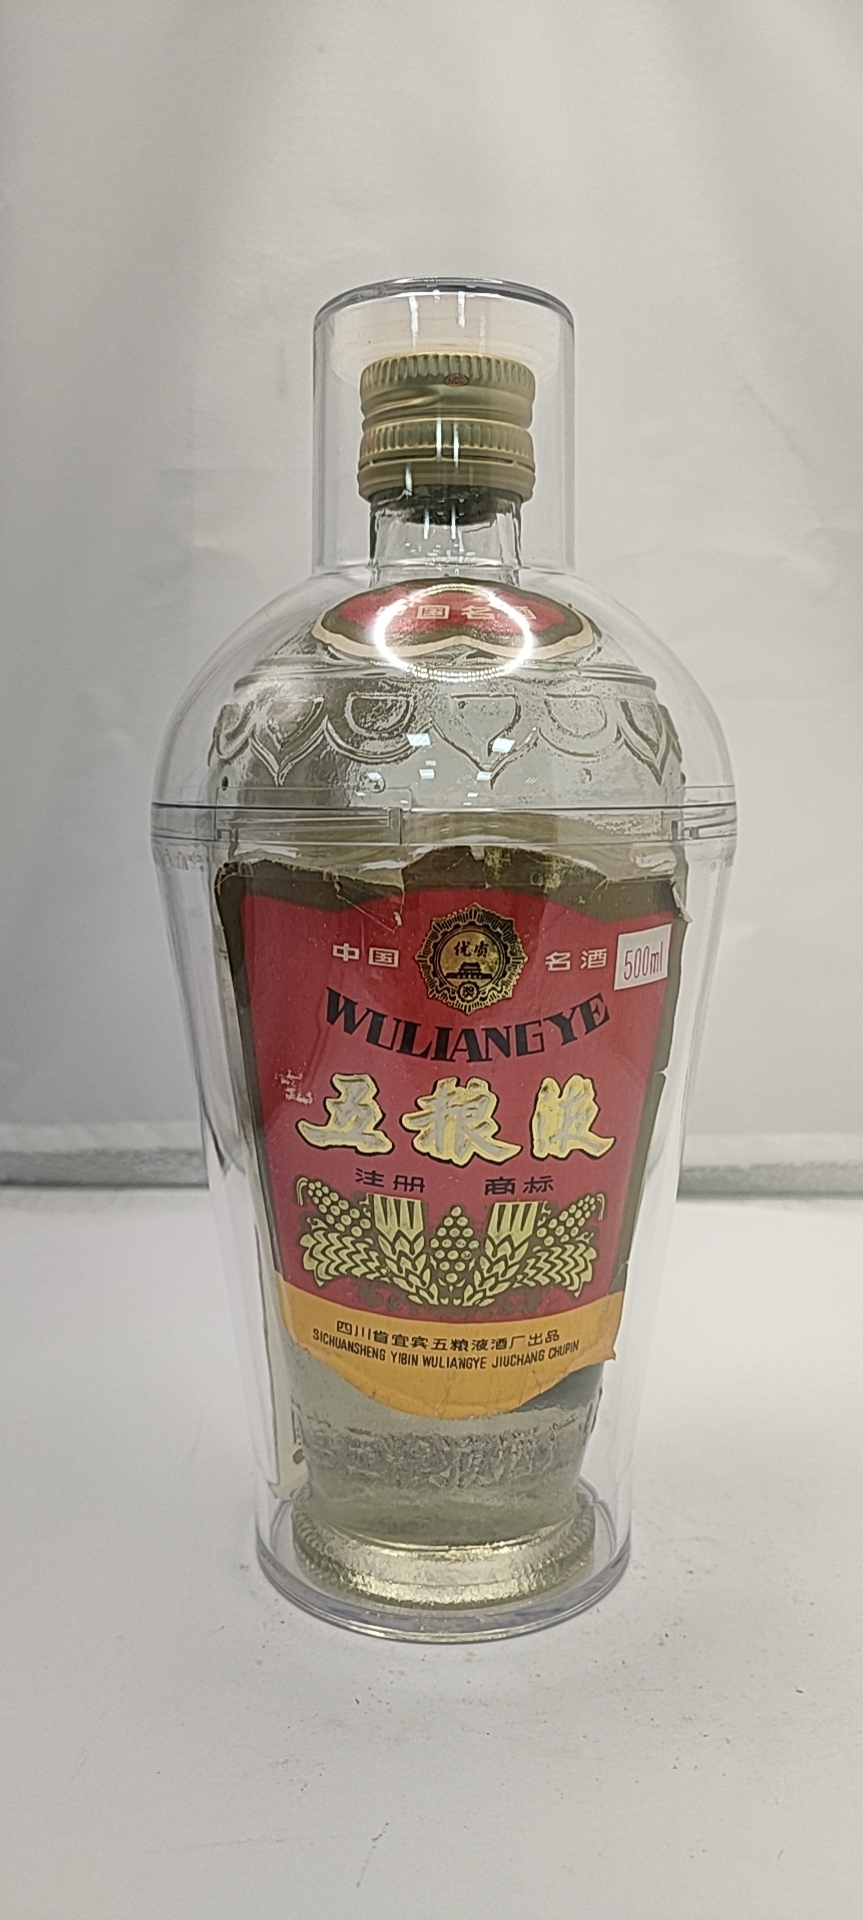 中国名酒
中国 优质 名酒
奖
500ml
WULIANGYE
五粮液
注册 商标
四川省宜宾五粮液酒厂出品
SICHUANSHENG YIBIN WULIANGYE JIUCHANG CHUPIN